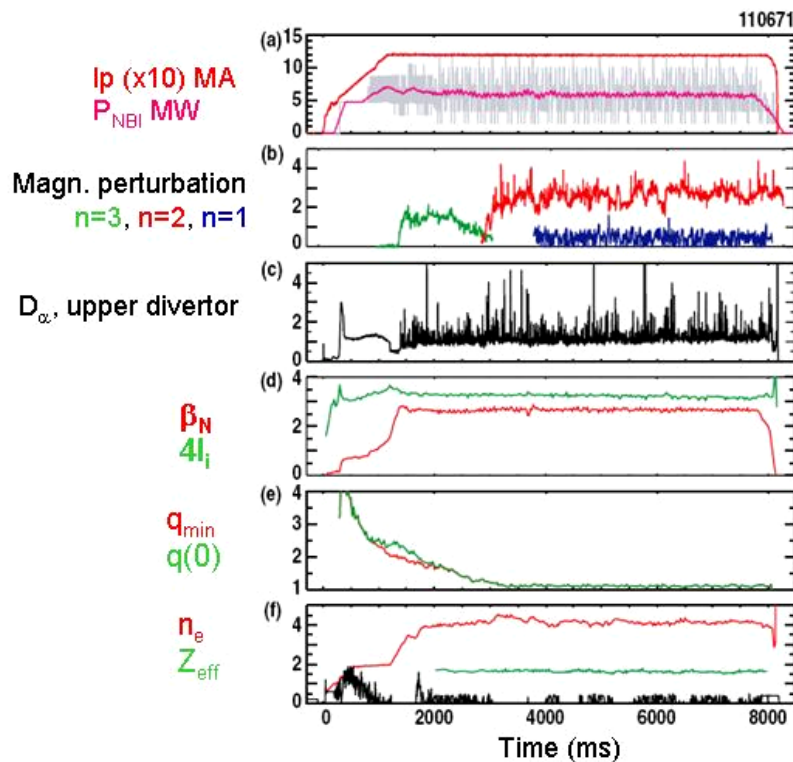 110671
(a)
15
10
5
0
Ip (x10) MA
P_NBI MW
(b)
4
2
0
Magn. perturbation
n=3, n=2, n=1
(c)
4
2
0
Dα, upper divertor
(d)
4
2
0
βN
4li
(e)
4
3
2
1
qmin
q(0)
(f)
4
2
0
ne
Zeff
0 2000 4000 6000 8000
Time (ms)